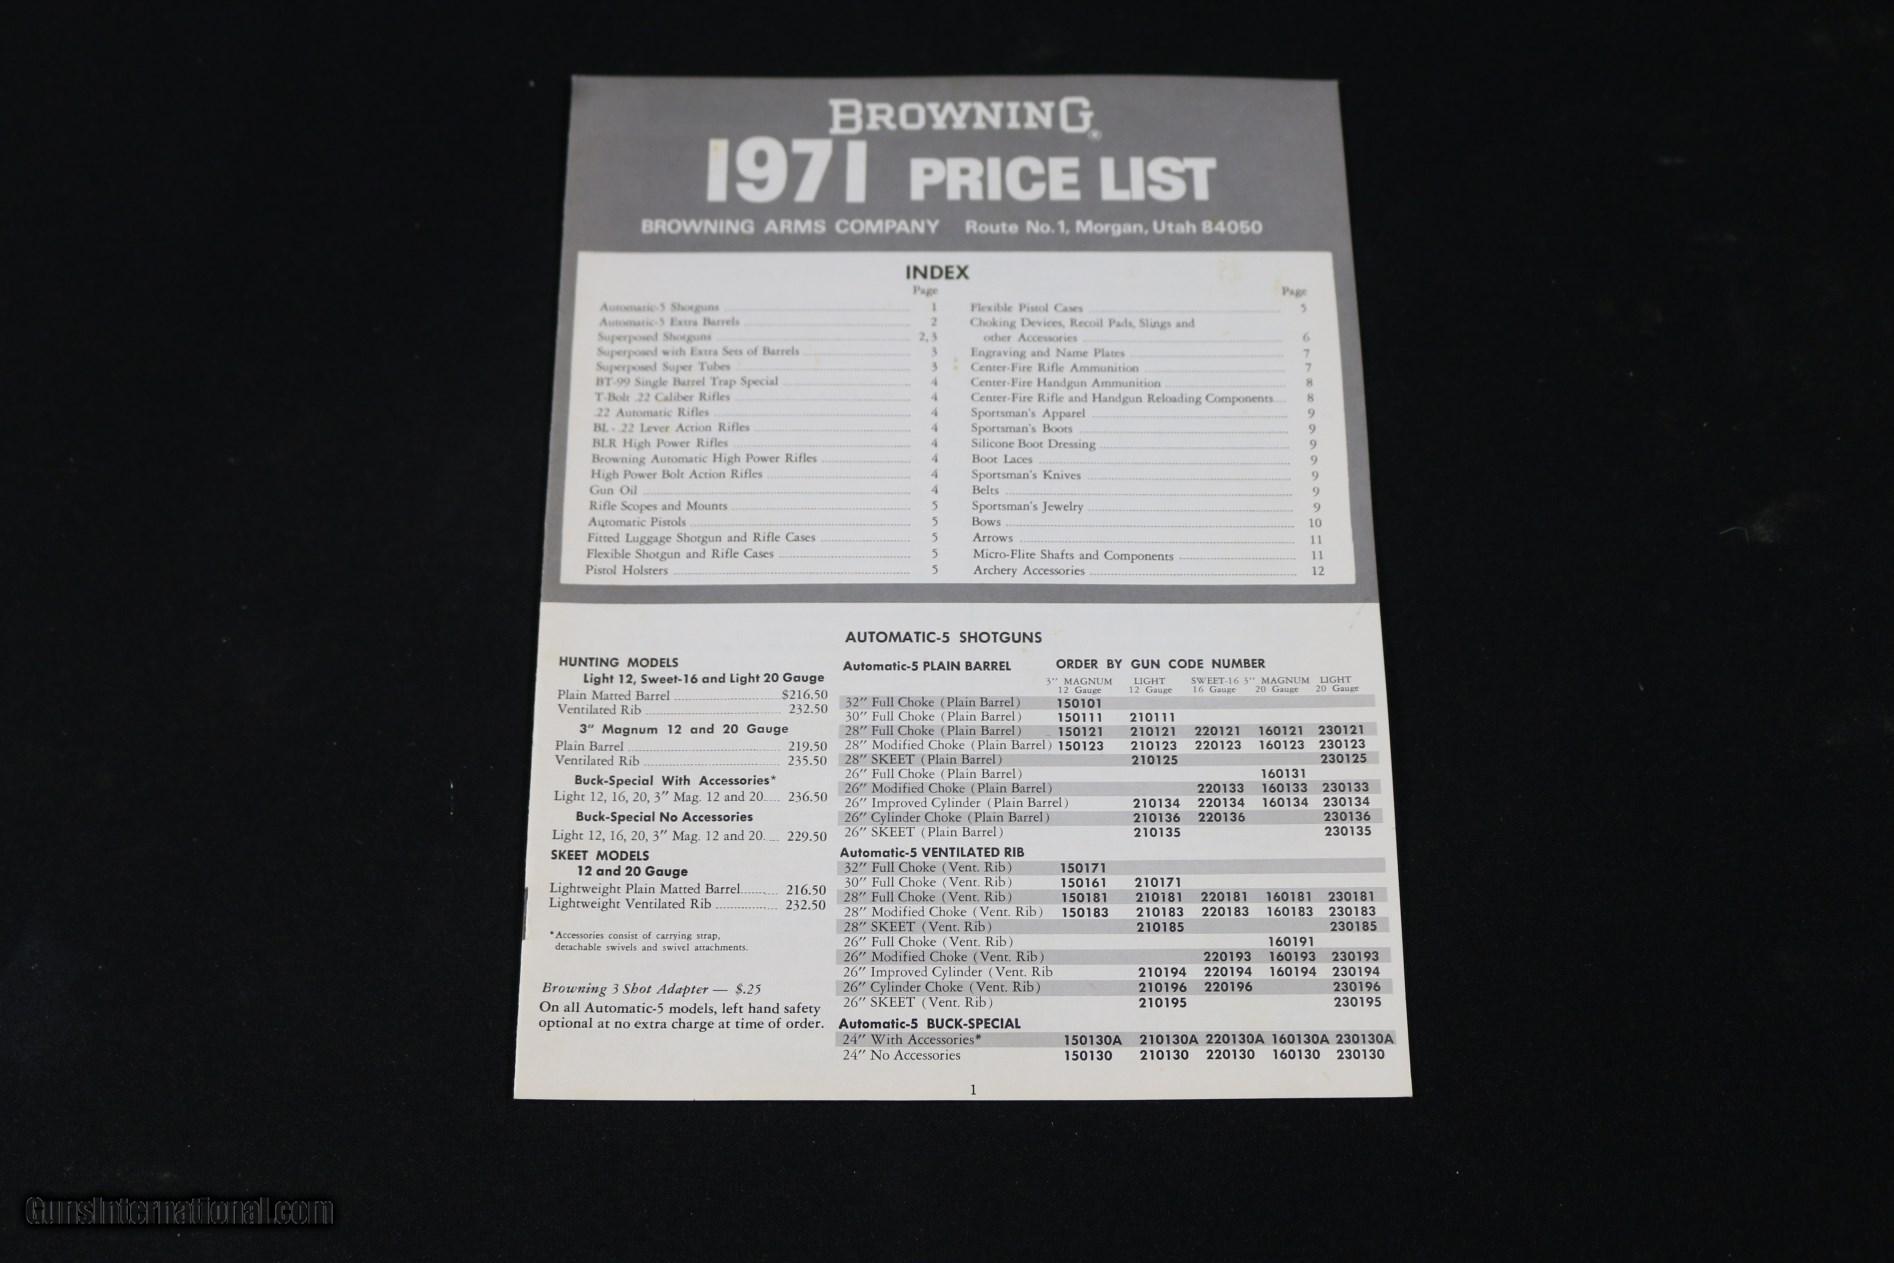 BROWNING®
1971 PRICE LIST
BROWNING ARMS COMPANY Route No. 1, Morgan, Utah 84050
INDEX
Page
Automatic-5 Shotguns 1
Automatic-5 Extra Barrels 2
Superposed Shotguns 2, 3
Superposed with Extra Sets of Barrels 3
Superposed Super Tubes 3
BT-99 Single Barrel Trap Special 4
T-Bolt .22 Caliber Rifles 4
.22 Automatic Rifles 4
BL - .22 Lever Action Rifles 4
BLR High Power Rifles 4
Browning Automatic High Power Rifles 4
High Power Bolt Action Rifles 4
Gun Oil 4
Rifle Scopes and Mounts 5
Automatic Pistols 5
Fitted Luggage Shotgun and Rifle Cases 5
Flexible Shotgun and Rifle Cases 5
Pistol Holsters 5
Page
Flexible Pistol Cases 5
Choking Devices, Recoil Pads, Slings and
other Accessories 6
Engraving and Name Plates 7
Center-Fire Rifle Ammunition 7
Center-Fire Handgun Ammunition 8
Center-Fire Rifle and Handgun Reloading Components 8
Sportsman's Apparel 9
Sportsman's Boots 9
Silicone Boot Dressing 9
Boot Laces 9
Sportsman's Knives 9
Belts 9
Sportsman's Jewelry 9
Bows 10
Arrows 11
Micro-Flite Shafts and Components 11
Archery Accessories 12
AUTOMATIC-5 SHOTGUNS
HUNTING MODELS
Light 12, Sweet-16 and Light 20 Gauge
Plain Matted Barrel $216.50
Ventilated Rib 232.50
3" Magnum 12 and 20 Gauge
Plain Barrel 219.50
Ventilated Rib 235.50
Buck-Special With Accessories*
Light 12, 16, 20, 3" Mag. 12 and 20 236.50
Buck-Special No Accessories
Light 12, 16, 20, 3" Mag. 12 and 20 229.50
SKEET MODELS
12 and 20 Gauge
Lightweight Plain Matted Barrel 216.50
Lightweight Ventilated Rib 232.50
*Accessories consist of carrying strap,
detachable swivels and swivel attachments.
Browning 3 Shot Adapter — $.25
On all Automatic-5 models, left hand safety
optional at no extra charge at time of order.
Automatic-5 PLAIN BARREL ORDER BY GUN CODE NUMBER
3" MAGNUM LIGHT SWEET-16 3" MAGNUM LIGHT
12 Gauge 12 Gauge 16 Gauge 20 Gauge 20 Gauge
32" Full Choke (Plain Barrel) 150101
30" Full Choke (Plain Barrel) 150111 210111
28" Full Choke (Plain Barrel) 150121 210121 220121 160121 230121
28" Modified Choke (Plain Barrel) 150123 210123 220123 160123 230123
28" SKEET (Plain Barrel) 210125 230125
26" Full Choke (Plain Barrel) 160131
26" Modified Choke (Plain Barrel) 220133 160133 230133
26" Improved Cylinder (Plain Barrel) 210134 220134 160134 230134
26" Cylinder Choke (Plain Barrel) 210136 220136 230136
26" SKEET (Plain Barrel) 210135 230135
Automatic-5 VENTILATED RIB
32" Full Choke (Vent. Rib) 150171
30" Full Choke (Vent. Rib) 150161 210171
28" Full Choke (Vent. Rib) 150181 210181 220181 160181 230181
28" Modified Choke (Vent. Rib) 150183 210183 220183 160183 230183
28" SKEET (Vent. Rib) 210185 230185
26" Full Choke (Vent. Rib) 160191
26" Modified Choke (Vent. Rib) 220193 160193 230193
26" Improved Cylinder (Vent. Rib 210194 220194 160194 230194
26" Cylinder Choke (Vent. Rib) 210196 220196 230196
26" SKEET (Vent. Rib) 210195 230195
Automatic-5 BUCK-SPECIAL
24" With Accessories* 150130A 210130A 220130A 160130A 230130A
24" No Accessories 150130 210130 220130 160130 230130
1
GunsInternational.com